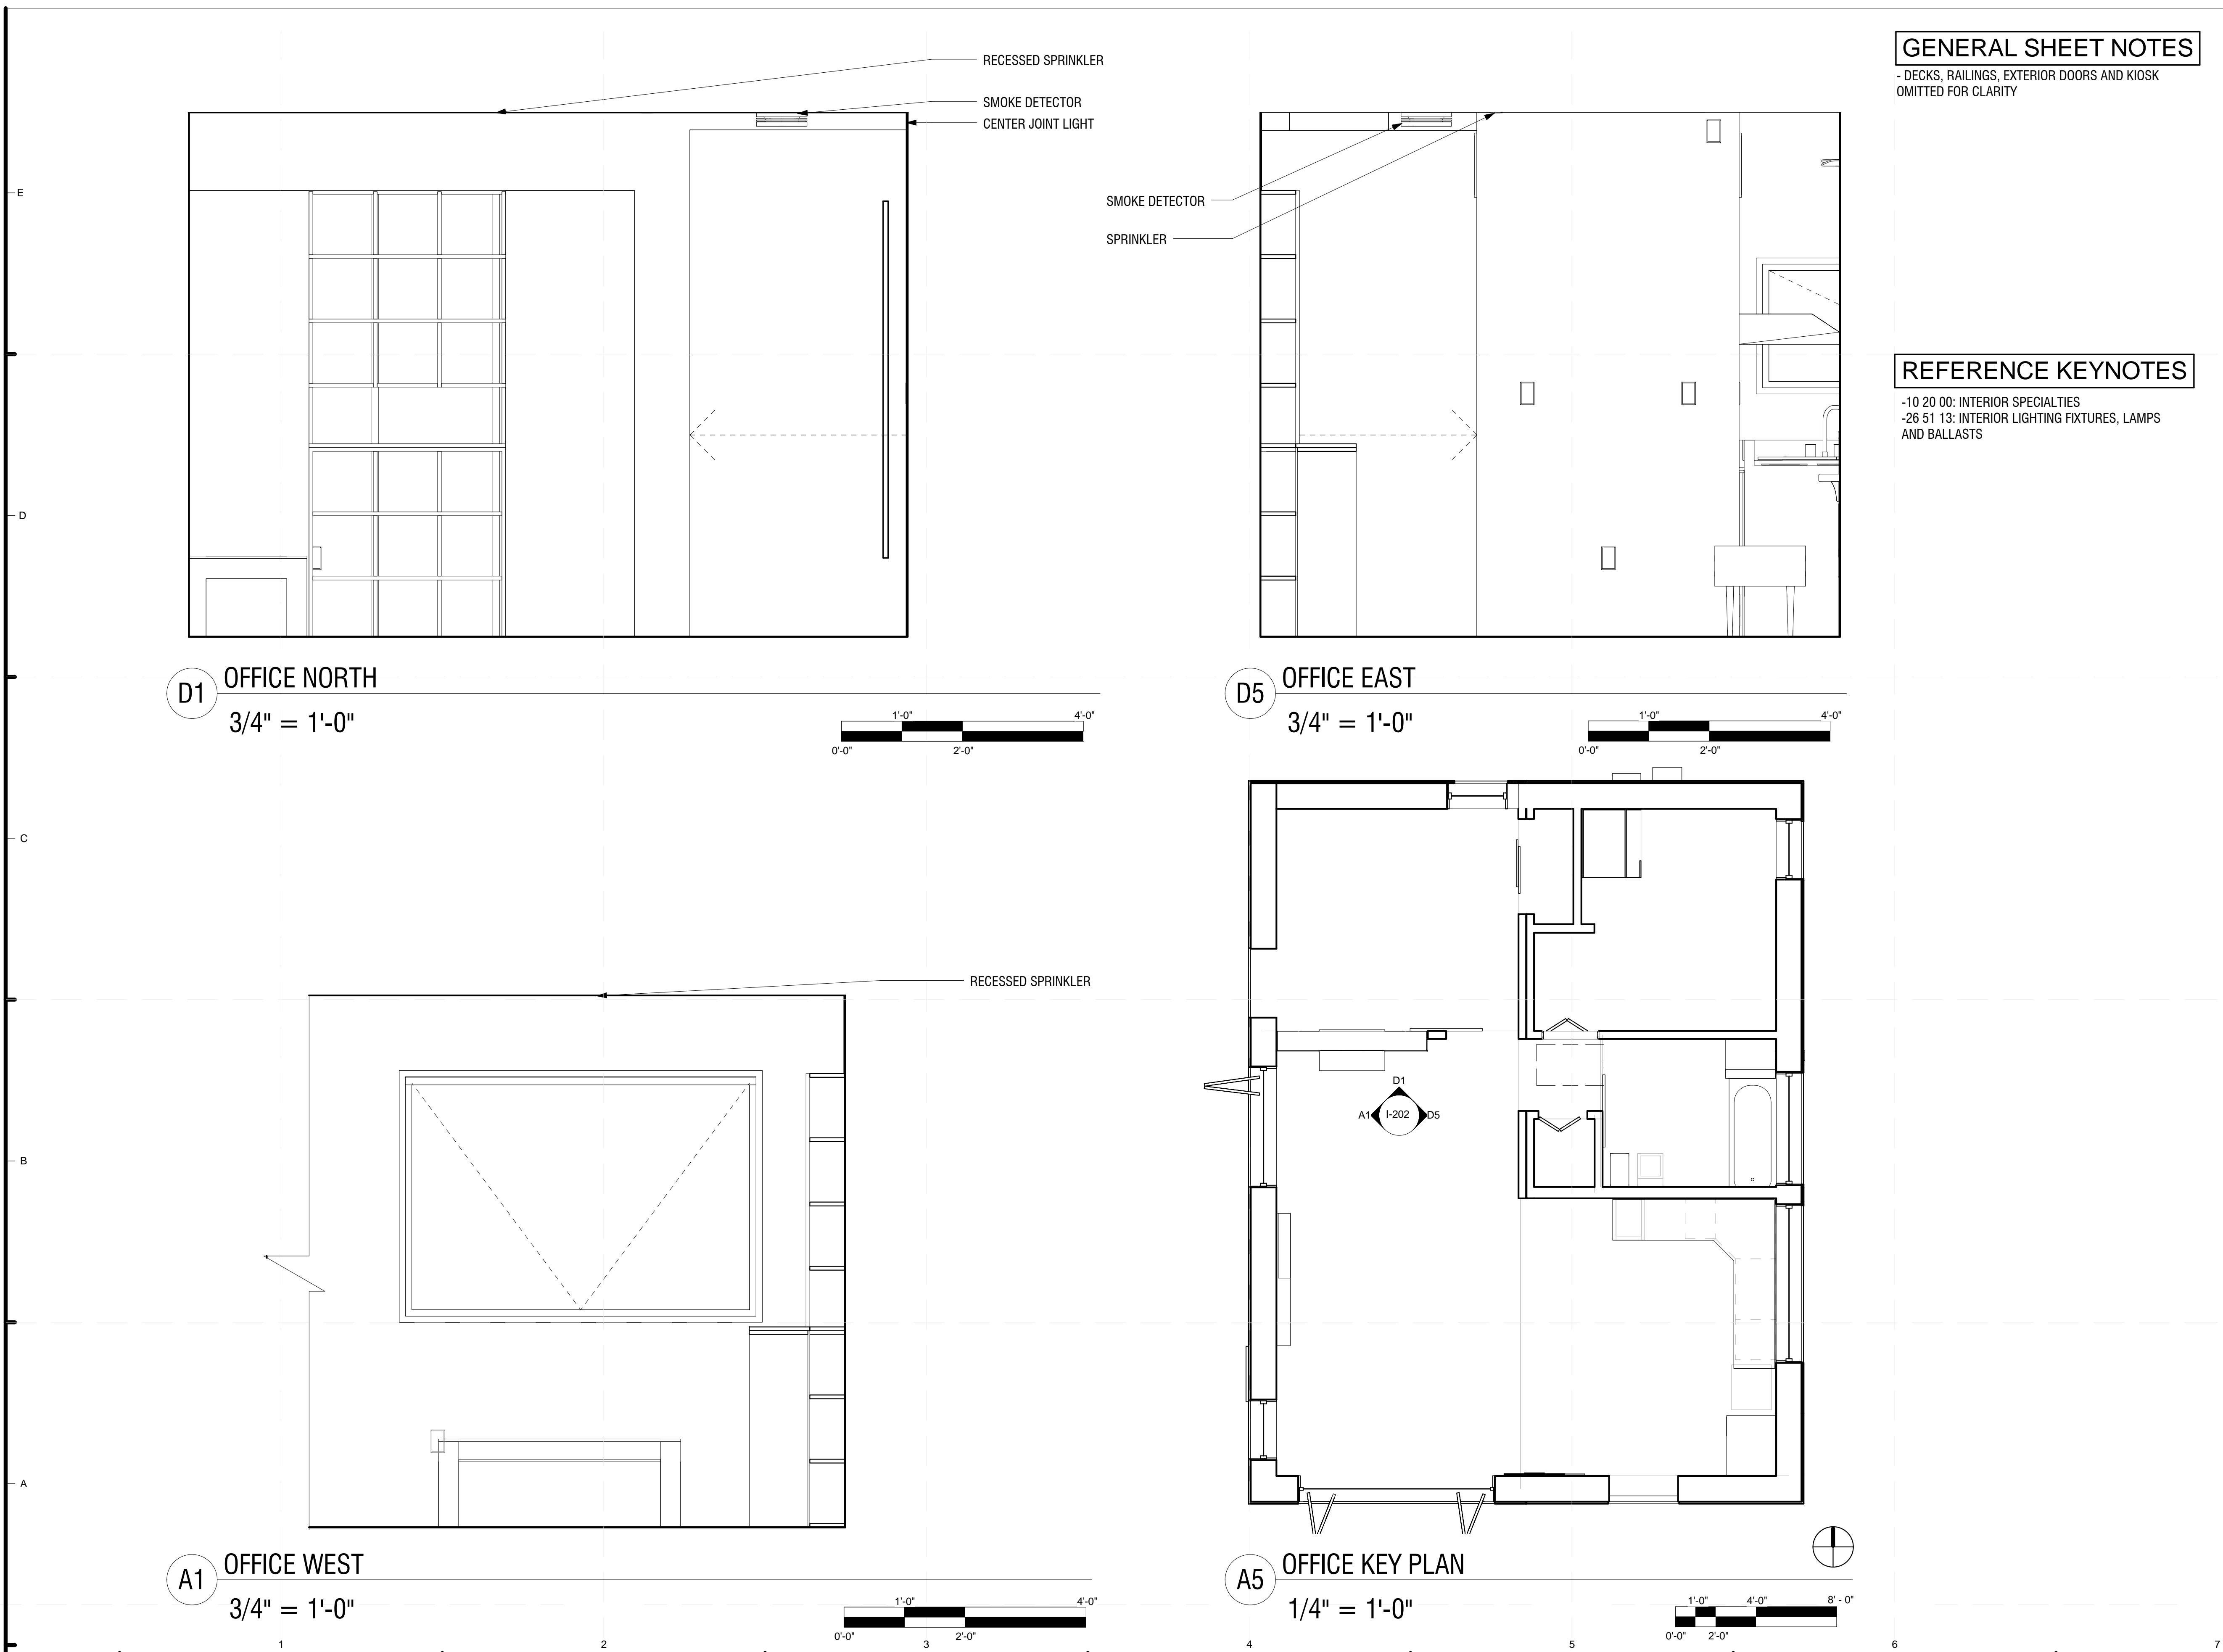 RECESSED SPRINKLER
SMOKE DETECTOR
CENTER JOINT LIGHT
SMOKE DETECTOR
SPRINKLER
GENERAL SHEET NOTES
- DECKS, RAILINGS, EXTERIOR DOORS AND KIOSK
OMITTED FOR CLARITY
REFERENCE KEYNOTES
-10 20 00: INTERIOR SPECIALTIES
-26 51 13: INTERIOR LIGHTING FIXTURES, LAMPS
AND BALLASTS
E
D
C
B
A
D1 OFFICE NORTH
3/4" = 1'-0"
1'-0" 4'-0"
0'-0" 2'-0"
D5 OFFICE EAST
3/4" = 1'-0"
1'-0" 4'-0"
0'-0" 2'-0"
RECESSED SPRINKLER
D1
A1 I-202 D5
A1 OFFICE WEST
3/4" = 1'-0"
1'-0" 4'-0"
0'-0" 2'-0"
A5 OFFICE KEY PLAN
1/4" = 1'-0"
1'-0" 4'-0" 8' - 0"
0'-0" 2'-0"
1 2 3 4 5 6 7